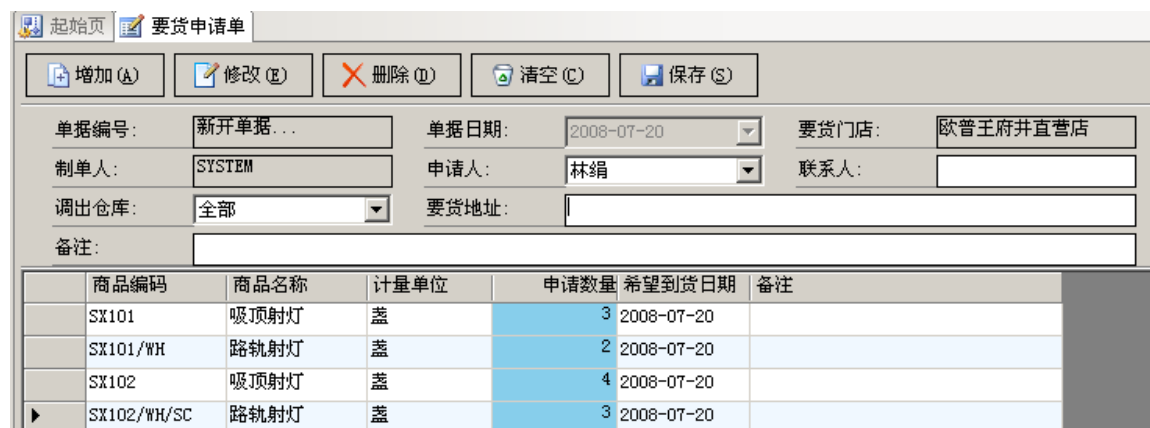 起始页 要货申请单
增加(A) 修改(E) 删除(D) 清空(C) 保存(S)
单据编号: 新开单据... 单据日期: 2008-07-20 要货门店: 欧普王府井直营店
制单人: SYSTEM 申请人: 林绢 联系人:
调出仓库: 全部 要货地址:
备注:
商品编码 商品名称 计量单位 申请数量 希望到货日期 备注
SX101 吸顶射灯 盏 3 2008-07-20
SX101/WH 路轨射灯 盏 2 2008-07-20
SX102 吸顶射灯 盏 4 2008-07-20
SX102/WH/SC 路轨射灯 盏 3 2008-07-20